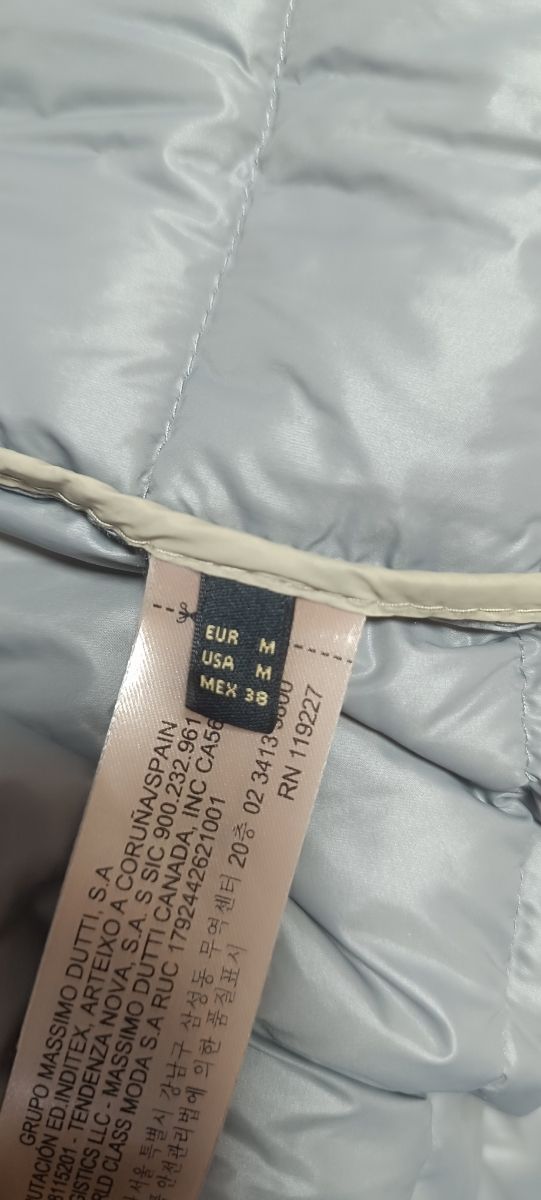 EUR M
USA M
MEX 38
GRUPO MASSIMO DUTTI, S.A
UTACIÓN ED.INDITEX, ARTEIXO A CORUÑA/SPAIN
8115201 - TENDENZA NOVA, S.A. S SIC 900.232.961
GISTICS LLC - MASSIMO DUTTI CANADA, INC CA56
RLD CLASS MODA S.A RUC 1792442621001
서울 특별시 강남구 삼성동 무역센터 20층 02 3413
안전관리법에 의한 품질표시
RN 119227